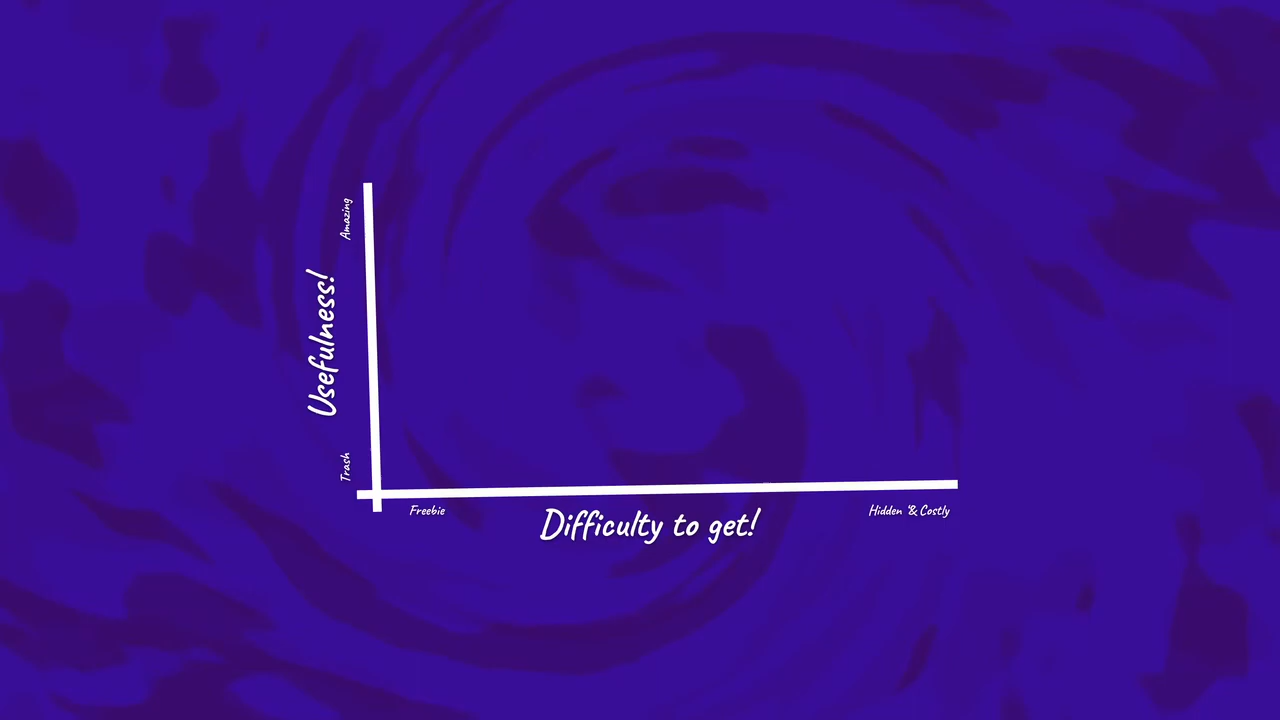 Amazing
Usefulness!
Trash
Freebie
Hidden & Costly
Difficulty to get!